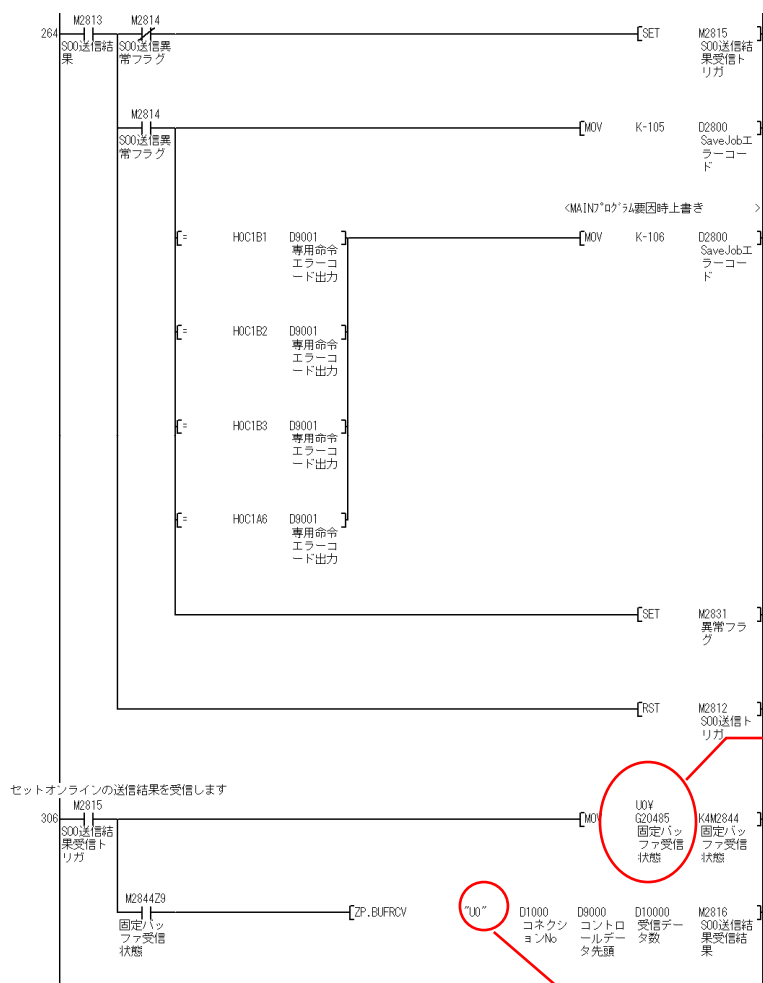 M2813 M2814
264 SET M2815
S00送信結果 S00送信異常フラグ S00送信結果受信トリガ
M2814
MOV K-105 D2800
S00送信異常フラグ SaveJobエラーコード
<MAINプログラム要因時上書き >
= H0C1B1 D9001 MOV K-106 D2800
専用命令エラーコード出力 SaveJobエラーコード
= H0C1B2 D9001
専用命令エラーコード出力
= H0C1B3 D9001
専用命令エラーコード出力
= H0C1A6 D9001
専用命令エラーコード出力
SET M2831
異常フラグ
RST M2812
S00送信トリガ
セットオンラインの送信結果を受信します
M2815 U0¥
306 MOV G20485 K4M2844
S00送信結果受信トリガ 固定バッファ受信状態 固定バッファ受信状態
M2844Z9
ZP.BUFRCV "U0" D1000 D9000 D10000 M2816
固定バッファ受信状態 コネクションNo コントロールデータ先頭 受信データ数 S00送信結果受信結果